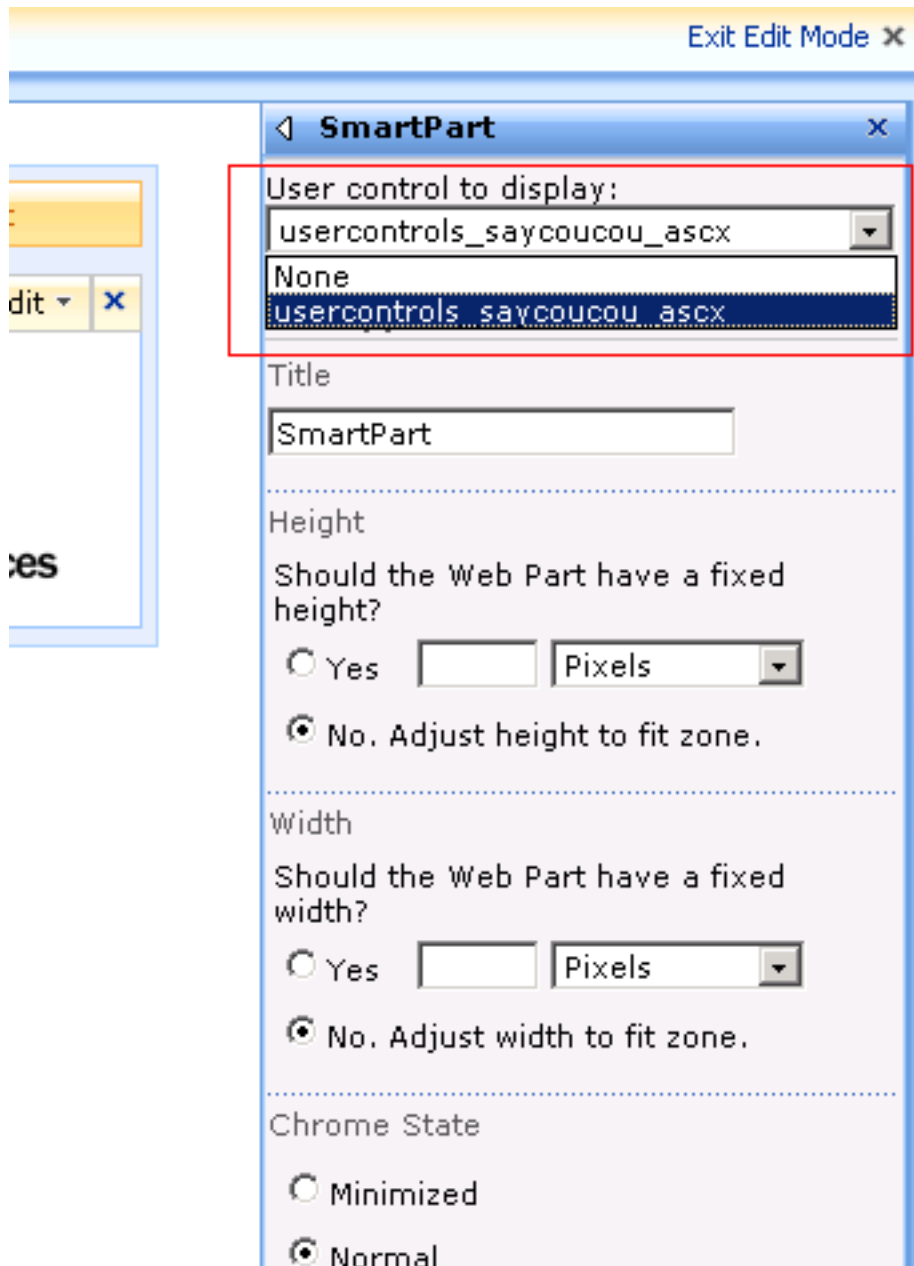 Exit Edit Mode
SmartPart
User control to display:
usercontrols_saycoucou_ascx
None
usercontrols_saycoucou_ascx
dit
Title
SmartPart
Height
ces
Should the Web Part have a fixed
height?
Yes Pixels
No. Adjust height to fit zone.
Width
Should the Web Part have a fixed
width?
Yes Pixels
No. Adjust width to fit zone.
Chrome State
Minimized
Normal